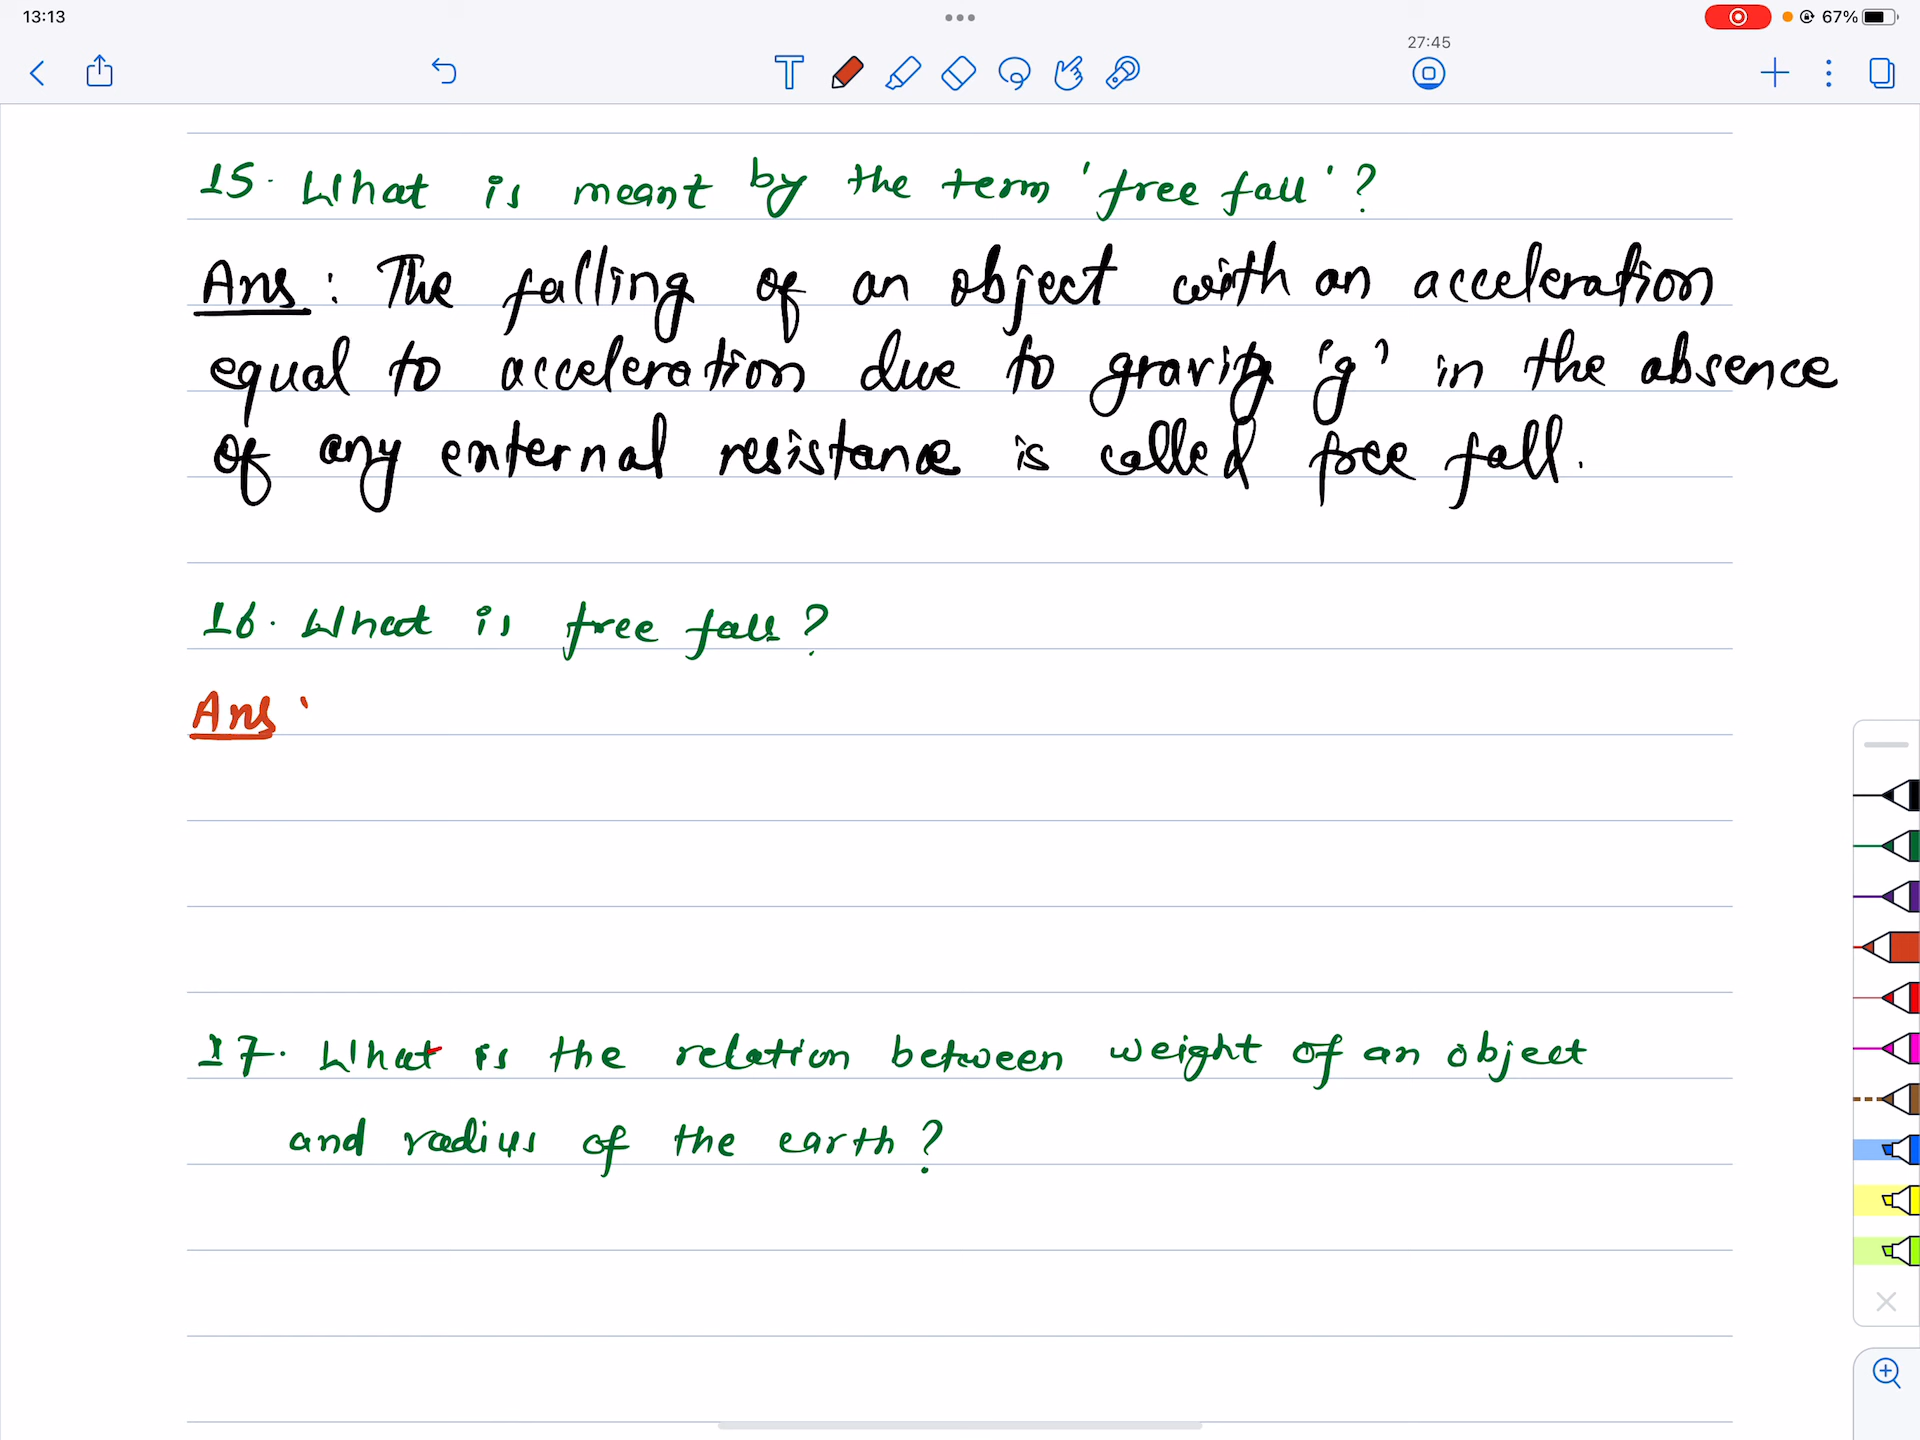 13:13
67%
27:45
15. What is meant by the term 'free fall'?
Ans: The falling of an object with an acceleration
equal to acceleration due to gravity 'g' in the absence
of any external resistance is called free fall.
16. What is free fall?
Ans
17. What is the relation between weight of an object
and radius of the earth?